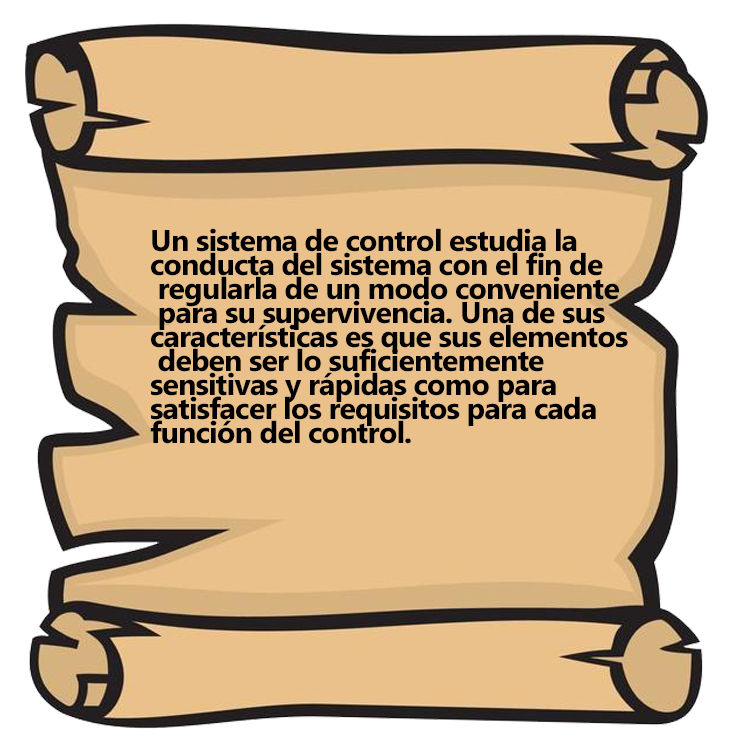 Un sistema de control estudia la
conducta del sistema con el fin de
regularla de un modo conveniente
para su supervivencia. Una de sus
características es que sus elementos
deben ser lo suficientemente
sensitivas y rápidas como para
satisfacer los requisitos para cada
función del control.